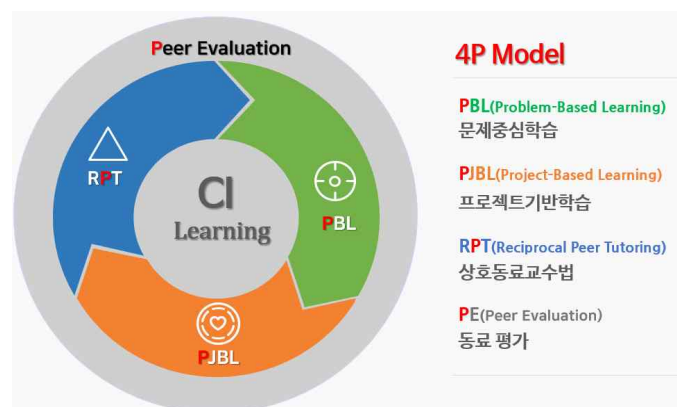 Peer Evaluation
RPT
CI
Learning
PBL
PJBL
4P Model
PBL(Problem-Based Learning)
문제중심학습
PJBL(Project-Based Learning)
프로젝트기반학습
RPT(Reciprocal Peer Tutoring)
상호동료교수법
PE(Peer Evaluation)
동료 평가